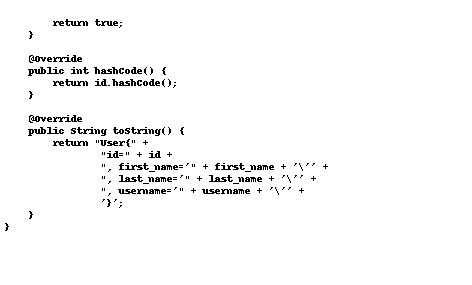 return true;
}
@Override
public int hashCode() {
return id.hashCode();
}
@Override
public String toString() {
return "User{" +
"id=" + id +
", first_name='" + first_name + '\'' +
", last_name='" + last_name + '\'' +
", username='" + username + '\'' +
'}';
}
}